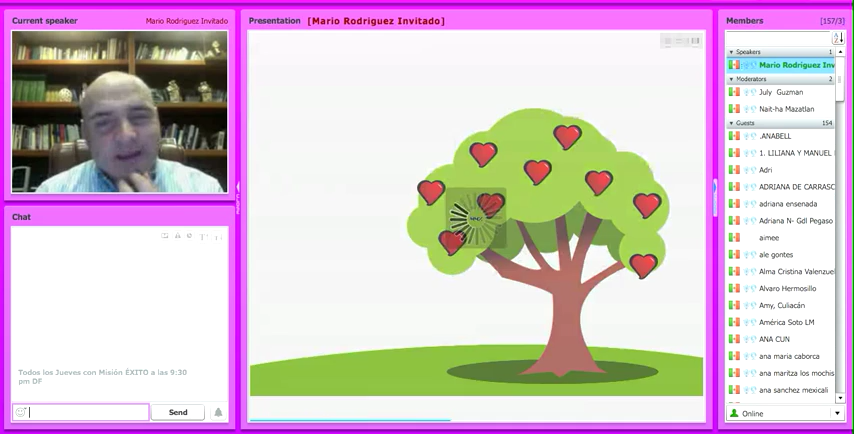 Current speaker
Mario Rodriguez Invitado
Presentation
[Mario Rodriguez Invitado]
Members
[157/3]
Speakers 1
Mario Rodriguez Inv
Moderators 2
July Guzman
Nait-ha Mazatlan
Guests 154
.ANABELL
1. LILIANA Y MANUEL
Adri
ADRIANA DE CARRASC
adriana ensenada
Adriana N- Gdl Pegaso
aimee
ale gontes
Alma Cristina Valenzue
Alvaro Hermosillo
Amy, Culiacán
América Soto LM
ANA CUN
ana maria caborca
ana maritza los mochis
ana sanchez mexicali
Online
Chat
Todos los Jueves con Misión ÉXITO a las 9:30
pm DF
Send